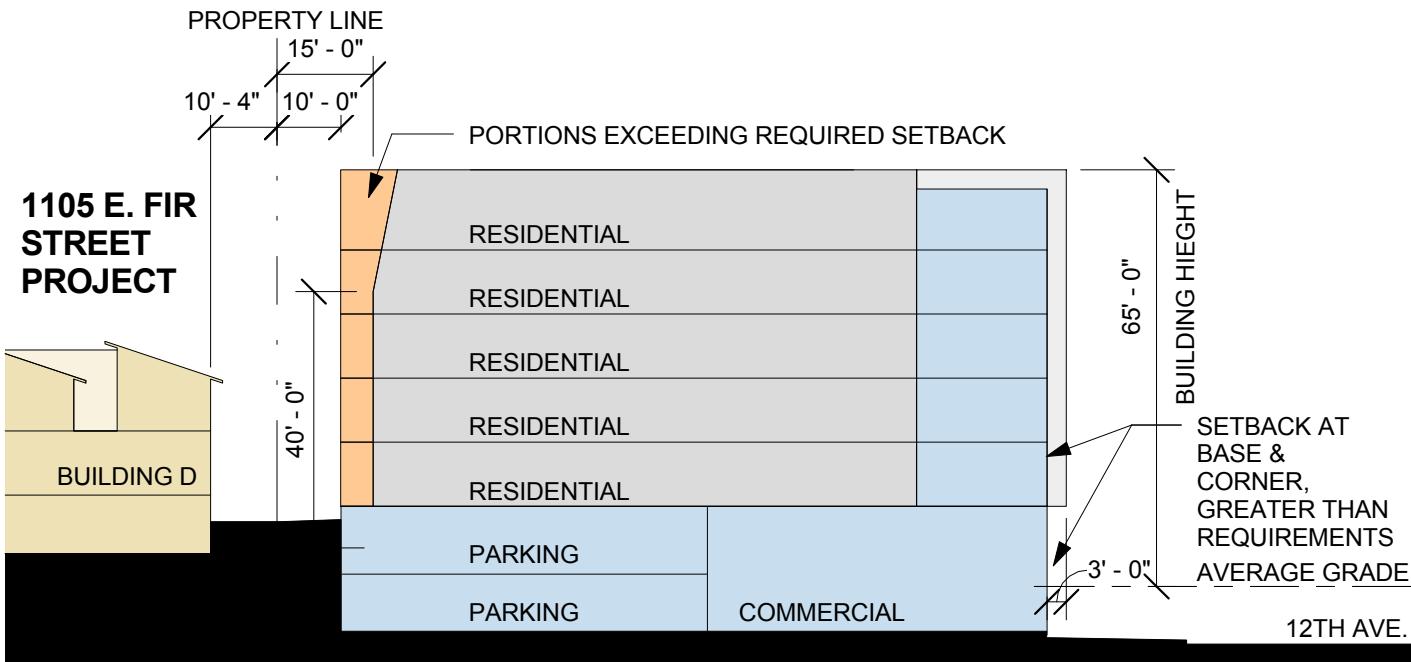 PROPERTY LINE
15' - 0"
10' - 4"
10' - 0"
PORTIONS EXCEEDING REQUIRED SETBACK
1105 E. FIR
STREET
PROJECT
RESIDENTIAL
RESIDENTIAL
RESIDENTIAL
RESIDENTIAL
RESIDENTIAL
40' - 0"
BUILDING D
PARKING
PARKING
COMMERCIAL
65' - 0"
BUILDING HIEGHT
SETBACK AT
BASE &
CORNER,
GREATER THAN
REQUIREMENTS
3' - 0"
AVERAGE GRADE
12TH AVE.